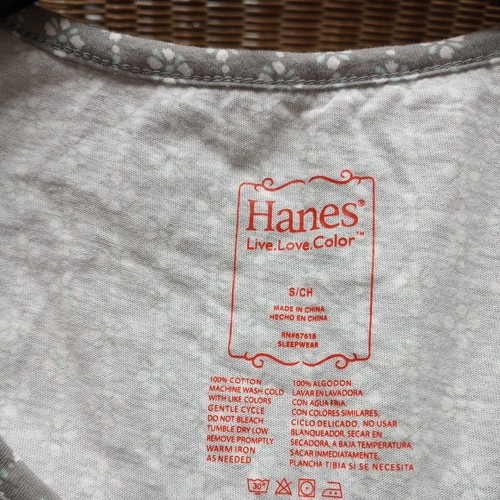 Hanes®
Live.Love.Color™
S/CH
MADE IN CHINA
HECHO EN CHINA
RN#67618
SLEEPWEAR
100% COTTON
MACHINE WASH COLD
WITH LIKE COLORS
GENTLE CYCLE
DO NOT BLEACH
TUMBLE DRY LOW
REMOVE PROMPTLY
WARM IRON
AS NEEDED
100% ALGODON
LAVAR EN LAVADORA
CON AGUA FRIA
CON COLORES SIMILARES.
CICLO DELICADO, NO USAR
BLANQUEADOR, SECAR EN
SECADORA, A BAJA TEMPERATURA,
SACAR INMEDIATAMENTE.
PLANCHA TIBIA SI SE NECESITA
30°